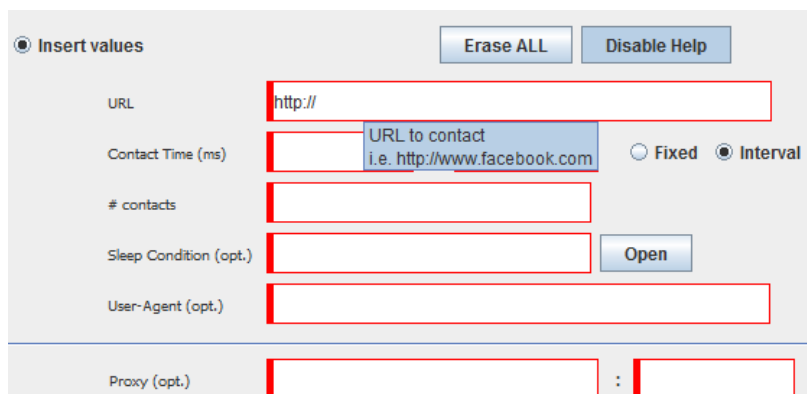 Insert values
Erase ALL
Disable Help
URL
http://
URL to contact
i.e. http://www.facebook.com
Contact Time (ms)
Fixed
Interval
# contacts
Sleep Condition (opt.)
Open
User-Agent (opt.)
Proxy (opt.)
: